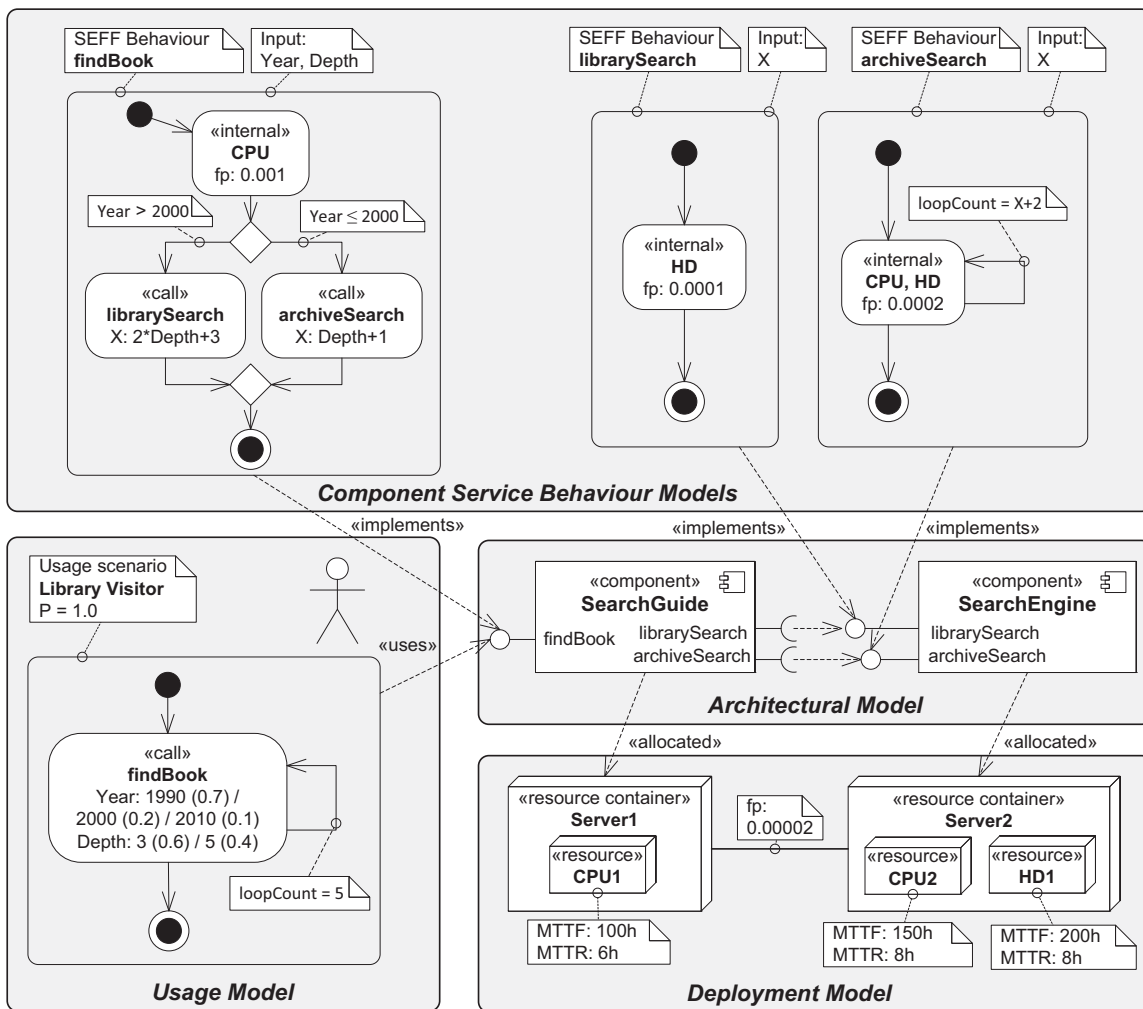 SEFF Behaviour
findBook
Input:
Year, Depth
«internal»
CPU
fp: 0.001
Year > 2000
Year ≤ 2000
«call»
librarySearch
X: 2*Depth+3
«call»
archiveSearch
X: Depth+1
SEFF Behaviour
librarySearch
Input:
X
«internal»
HD
fp: 0.0001
SEFF Behaviour
archiveSearch
Input:
X
loopCount = X+2
«internal»
CPU, HD
fp: 0.0002
Component Service Behaviour Models
«implements»
«implements»
«implements»
Usage scenario
Library Visitor
P = 1.0
«uses»
«call»
findBook
Year: 1990 (0.7) /
2000 (0.2) / 2010 (0.1)
Depth: 3 (0.6) / 5 (0.4)
loopCount = 5
Usage Model
«component»
SearchGuide
findBook
librarySearch
archiveSearch
«component»
SearchEngine
librarySearch
archiveSearch
Architectural Model
«allocated»
«allocated»
«resource container»
Server1
«resource»
CPU1
MTTF: 100h
MTTR: 6h
fp:
0.00002
«resource container»
Server2
«resource»
CPU2
«resource»
HD1
MTTF: 150h
MTTR: 8h
MTTF: 200h
MTTR: 8h
Deployment Model